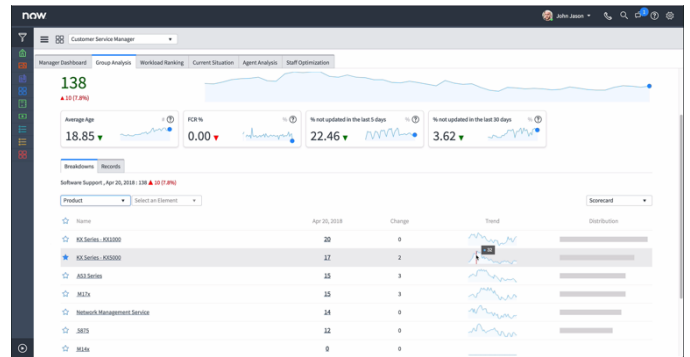 now
John Jason
Customer Service Manager
Manager Dashboard Group Analysis Workload Ranking Current Situation Agent Analysis Staff Optimization
138
▲ 10 (7.8%)
Average Age
18.85 ▼
FCR %
%
0.00 ▼
% not updated in the last 5 days
%
22.46 ▼
% not updated in the last 30 days
%
3.62 ▼
Breakdowns Records
Software Support , Apr 20, 2018 : 138 ▲ 10 (7.8%)
Product Select an Element Scorecard
Name Apr 20, 2018 Change Trend Distribution
KX Series - KX1000 20 0
KX Series - KX5000 17 2
AS3 Series 15 3
M17x 15 3
Network Management Service 14 0
S875 12 0
M14x 0 0